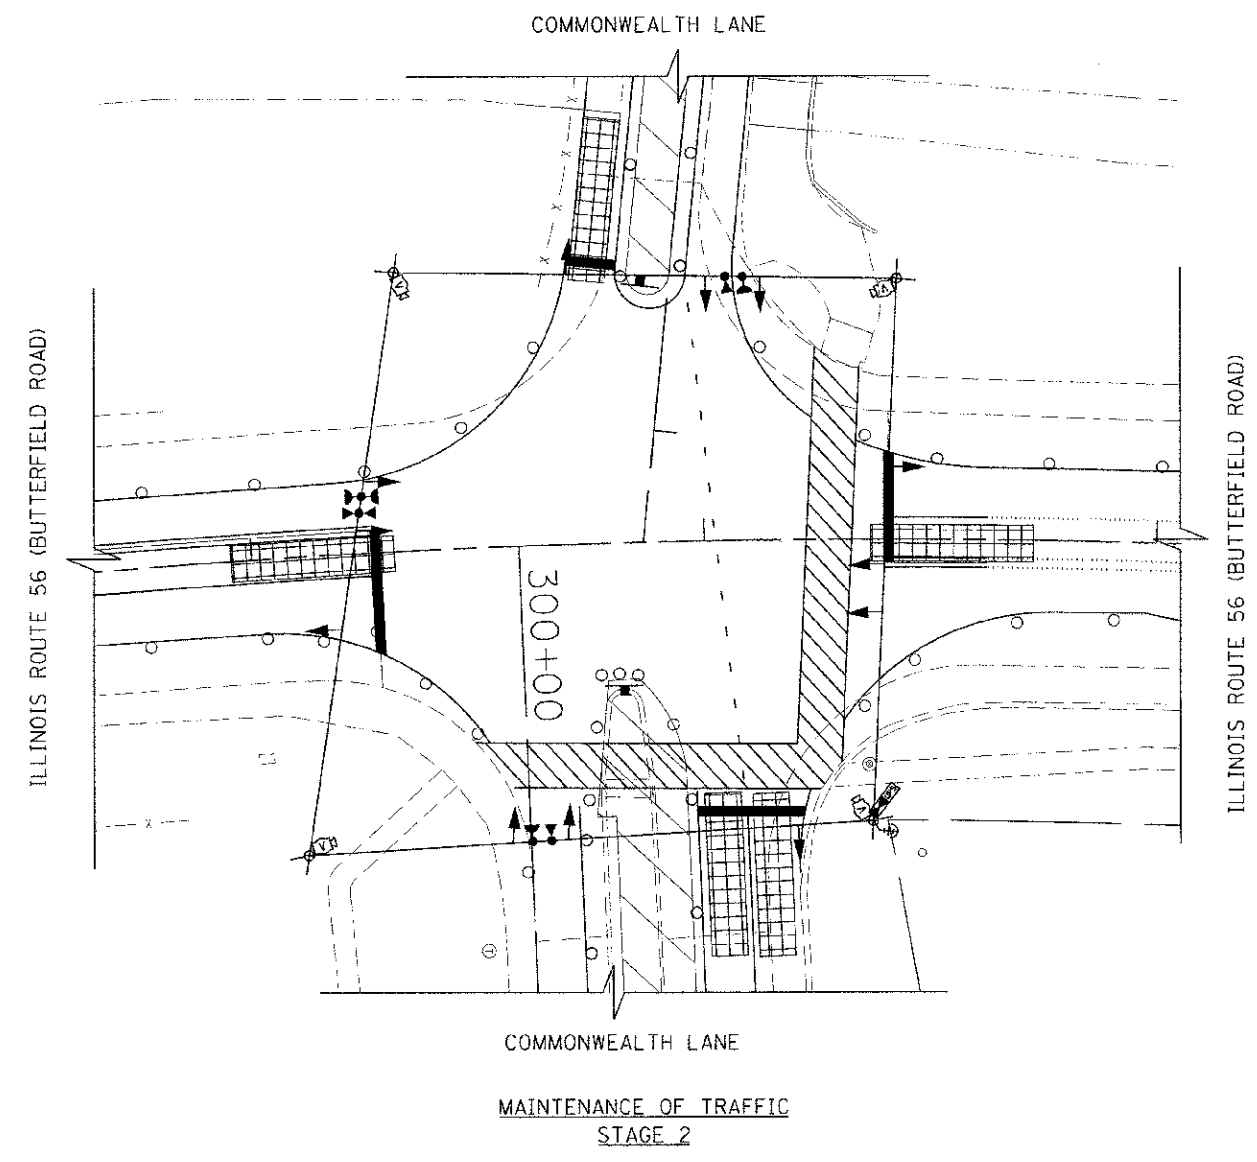 COMMONWEALTH LANE
ILLINOIS ROUTE 56 (BUTTERFIELD ROAD)
ILLINOIS ROUTE 56 (BUTTERFIELD ROAD)
300+00
COMMONWEALTH LANE
MAINTENANCE OF TRAFFIC
STAGE 2